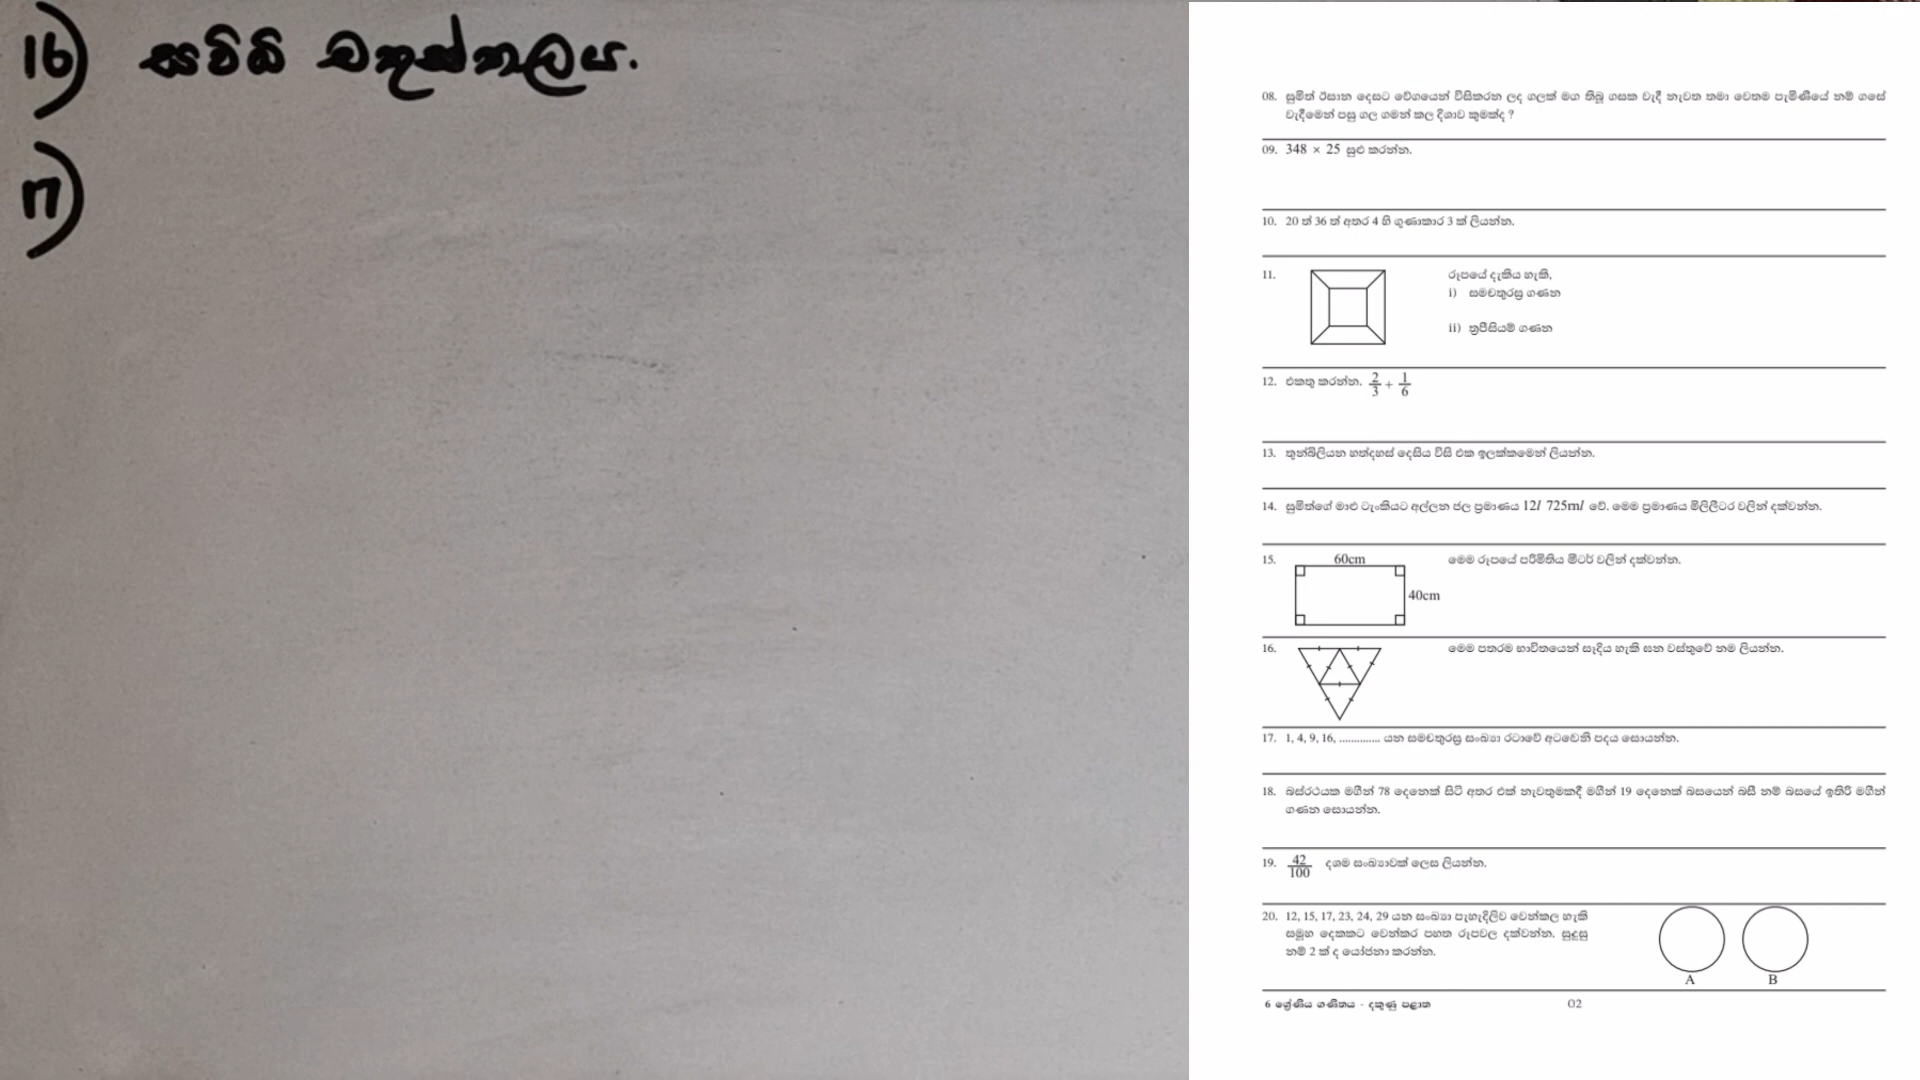 16) සවිධි චතුස්තලය.
17)
08. සුමිත් ඊසාන දෙසට වේගයෙන් විසිකරන ලද ගලක් මග තිබූ ගසක වැදී නැවත තමා වෙතම පැමිණියේ නම් ගසේ
වැදීමෙන් පසු ගල ගමන් කල දිශාව කුමක්ද ?
09. 348 × 25 සුළු කරන්න.
10. 20 ත් 36 ත් අතර 4 හි ගුණාකාර 3 ක් ලියන්න.
11. රූපයේ දැකිය හැකි,
i) සමචතුරස්‍ර ගණන
ii) ත්‍රපීසියම් ගණන
12. එකතු කරන්න. 2/3 + 1/6
13. තුන්බිලියන හත්දහස් දෙසිය විසි එක ඉලක්කමෙන් ලියන්න.
14. සුමිත්ගේ මාළු ටැංකියට අල්ලන ජල ප්‍රමාණය 12l 725ml වේ. මෙම ප්‍රමාණය මිලිලීටර වලින් දක්වන්න.
15. 60cm මෙම රූපයේ පරිමිතිය මීටර් වලින් දක්වන්න.
40cm
16. මෙම පතරම භාවිතයෙන් සෑදිය හැකි ඝන වස්තුවේ නම ලියන්න.
17. 1, 4, 9, 16, .............. යන සමචතුරස්‍ර සංඛ්‍යා රටාවේ අටවෙනි පදය සොයන්න.
18. බස්රථයක මගීන් 78 දෙනෙක් සිටි අතර එක් නැවතුමකදී මගීන් 19 දෙනෙක් බසයෙන් බසී නම් බසයේ ඉතිරි මගීන්
ගණන සොයන්න.
19. 42/100 දශම සංඛ්‍යාවක් ලෙස ලියන්න.
20. 12, 15, 17, 23, 24, 29 යන සංඛ්‍යා පැහැදිලිව වෙන්කල හැකි
සමූහ දෙකකට වෙන්කර පහත රූපවල දක්වන්න. සුදුසු
නම් 2 ක් ද යෝජනා කරන්න.
A B
6 ශ්‍රේණිය ගණිතය - දකුණු පළාත 02